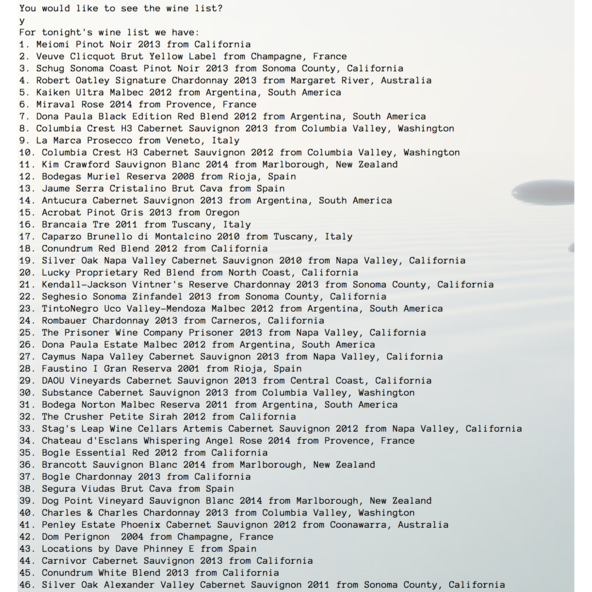 You would like to see the wine list?
y
For tonight's wine list we have:
1. Meiomi Pinot Noir 2013 from California
2. Veuve Clicquot Brut Yellow Label from Champagne, France
3. Schug Sonoma Coast Pinot Noir 2013 from Sonoma County, California
4. Robert Oatley Signature Chardonnay 2013 from Margaret River, Australia
5. Kaiken Ultra Malbec 2012 from Argentina, South America
6. Miraval Rose 2014 from Provence, France
7. Dona Paula Black Edition Red Blend 2012 from Argentina, South America
8. Columbia Crest H3 Cabernet Sauvignon 2013 from Columbia Valley, Washington
9. La Marca Prosecco from Veneto, Italy
10. Columbia Crest H3 Cabernet Sauvignon 2012 from Columbia Valley, Washington
11. Kim Crawford Sauvignon Blanc 2014 from Marlborough, New Zealand
12. Bodegas Muriel Reserva 2008 from Rioja, Spain
13. Jaume Serra Cristalino Brut Cava from Spain
14. Antucura Cabernet Sauvignon 2013 from Argentina, South America
15. Acrobat Pinot Gris 2013 from Oregon
16. Brancaia Tre 2011 from Tuscany, Italy
17. Caparzo Brunello di Montalcino 2010 from Tuscany, Italy
18. Conundrum Red Blend 2012 from California
19. Silver Oak Napa Valley Cabernet Sauvignon 2010 from Napa Valley, California
20. Lucky Proprietary Red Blend from North Coast, California
21. Kendall-Jackson Vintner's Reserve Chardonnay 2013 from Sonoma County, California
22. Seghesio Sonoma Zinfandel 2013 from Sonoma County, California
23. TintoNegro Uco Valley-Mendoza Malbec 2012 from Argentina, South America
24. Rombauer Chardonnay 2013 from Carneros, California
25. The Prisoner Wine Company Prisoner 2013 from Napa Valley, California
26. Dona Paula Estate Malbec 2012 from Argentina, South America
27. Caymus Napa Valley Cabernet Sauvignon 2013 from Napa Valley, California
28. Faustino I Gran Reserva 2001 from Rioja, Spain
29. DAOU Vineyards Cabernet Sauvignon 2013 from Central Coast, California
30. Substance Cabernet Sauvignon 2013 from Columbia Valley, Washington
31. Bodega Norton Malbec Reserva 2011 from Argentina, South America
32. The Crusher Petite Sirah 2012 from California
33. Stag's Leap Wine Cellars Artemis Cabernet Sauvignon 2012 from Napa Valley, California
34. Chateau d'Esclans Whispering Angel Rose 2014 from Provence, France
35. Bogle Essential Red 2012 from California
36. Brancott Sauvignon Blanc 2014 from Marlborough, New Zealand
37. Bogle Chardonnay 2013 from California
38. Segura Viudas Brut Cava from Spain
39. Dog Point Vineyard Sauvignon Blanc 2014 from Marlborough, New Zealand
40. Charles & Charles Chardonnay 2013 from Columbia Valley, Washington
41. Penley Estate Phoenix Cabernet Sauvignon 2012 from Coonawarra, Australia
42. Dom Perignon  2004 from Champagne, France
43. Locations by Dave Phinney E from Spain
44. Carnivor Cabernet Sauvignon 2013 from California
45. Conundrum White Blend 2013 from California
46. Silver Oak Alexander Valley Cabernet Sauvignon 2011 from Sonoma County, California